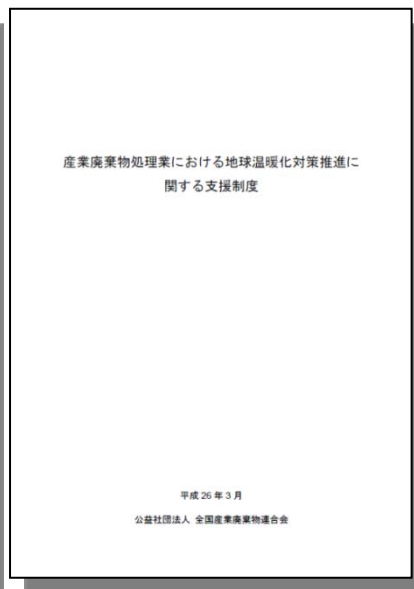 産業廃棄物処理業における地球温暖化対策推進に
関する支援制度
平成 26 年 3 月
公益社団法人 全国産業廃棄物連合会